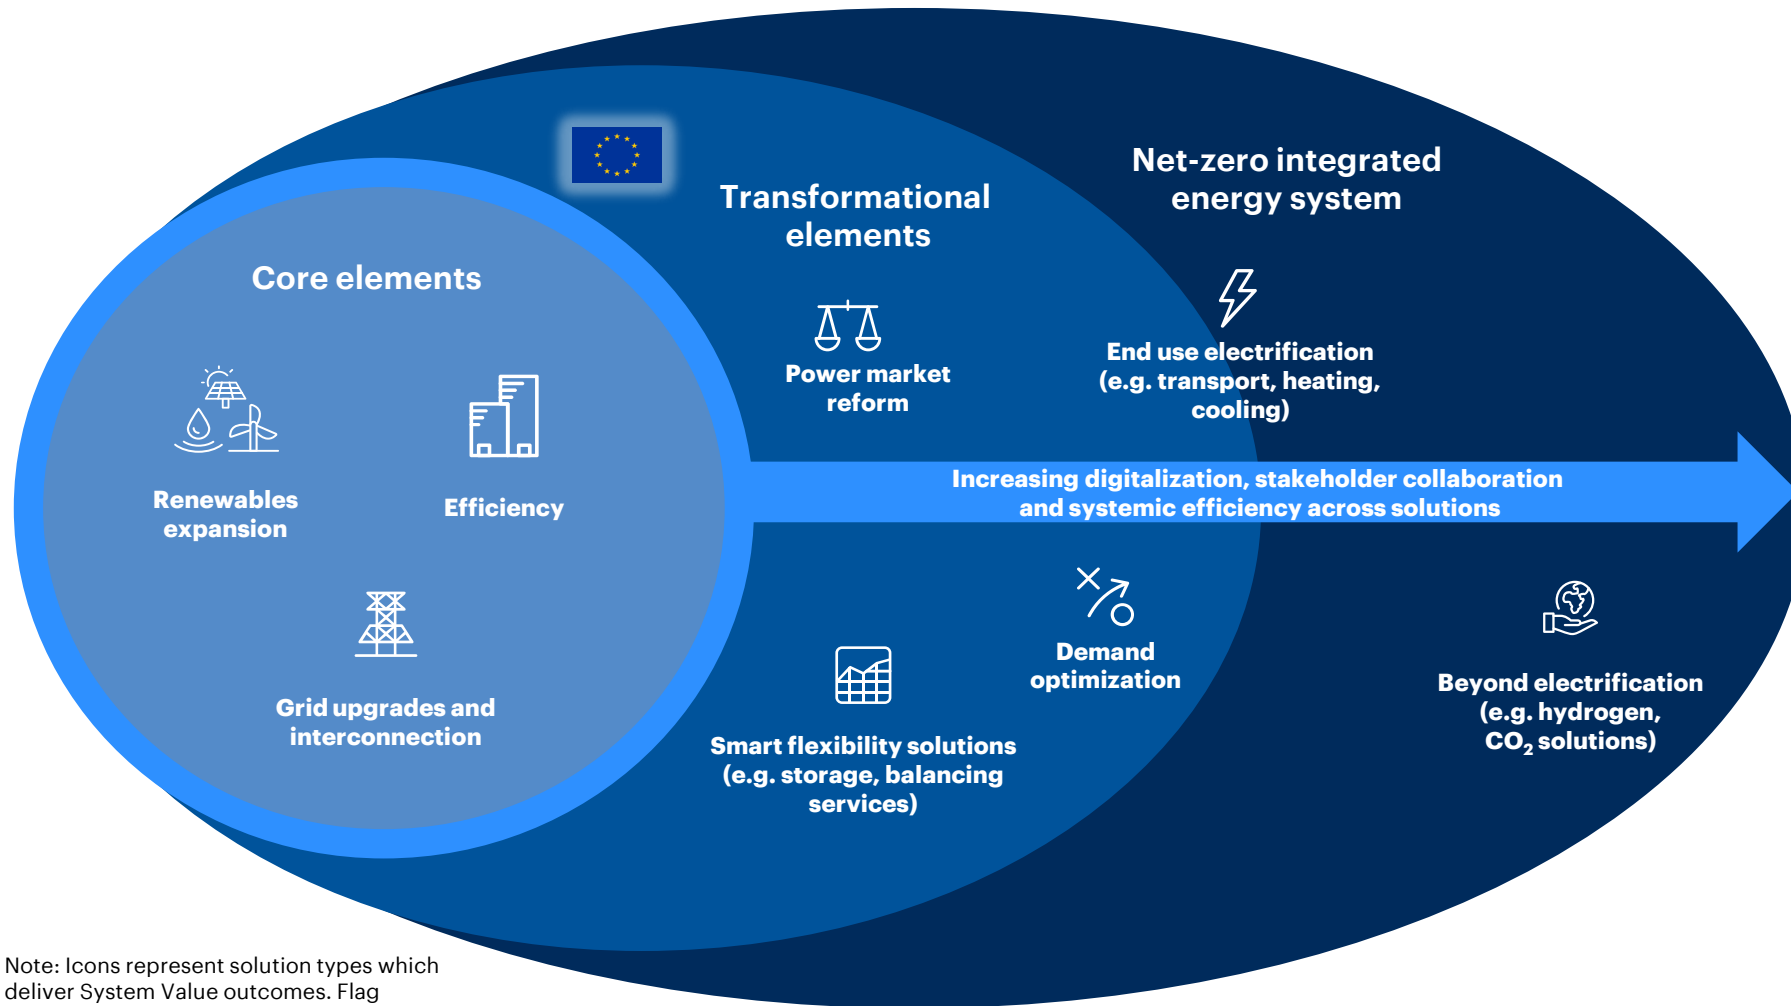 Net-zero integrated
energy system
Transformational
elements
Core elements
Power market
reform
End use electrification
(e.g. transport, heating,
cooling)
Renewables
expansion
Efficiency
Increasing digitalization, stakeholder collaboration
and systemic efficiency across solutions
Grid upgrades and
interconnection
Demand
optimization
Smart flexibility solutions
(e.g. storage, balancing
services)
Beyond electrification
(e.g. hydrogen,
CO₂ solutions)
Note: Icons represent solution types which
deliver System Value outcomes. Flag